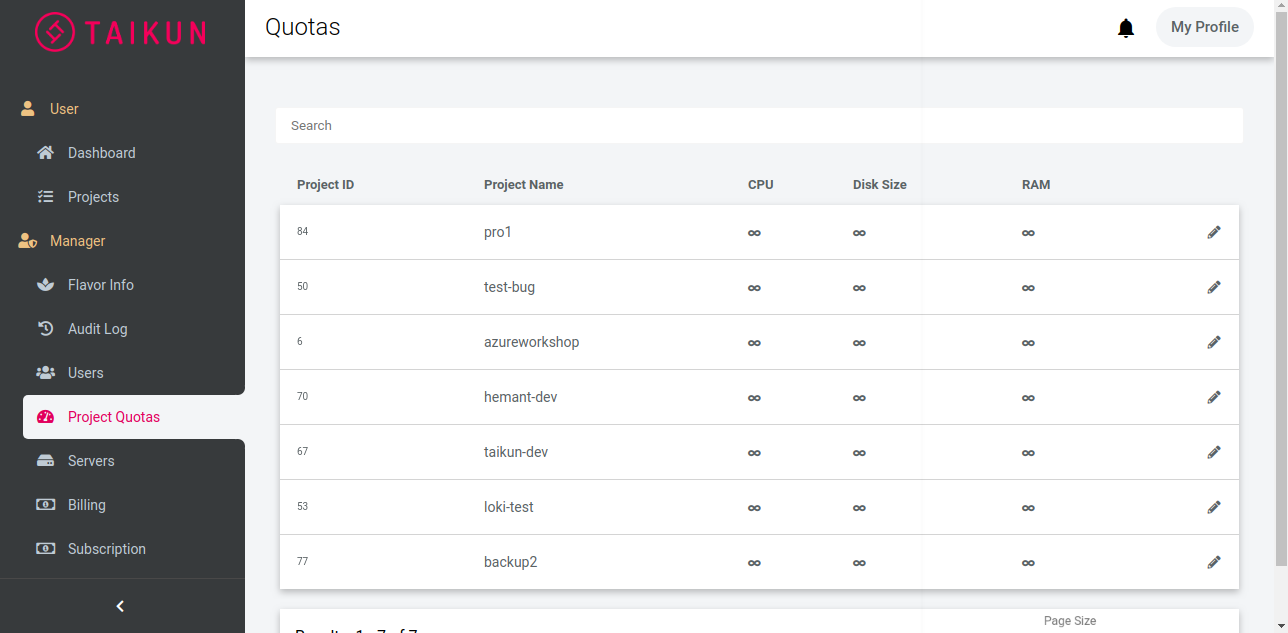 TAIKUN
Quotas
My Profile
User
Dashboard
Projects
Manager
Flavor Info
Audit Log
Users
Project Quotas
Servers
Billing
Subscription
Search
Project ID Project Name CPU Disk Size RAM
84 pro1 ∞ ∞ ∞
50 test-bug ∞ ∞ ∞
6 azureworkshop ∞ ∞ ∞
70 hemant-dev ∞ ∞ ∞
67 taikun-dev ∞ ∞ ∞
53 loki-test ∞ ∞ ∞
77 backup2 ∞ ∞ ∞
Page Size